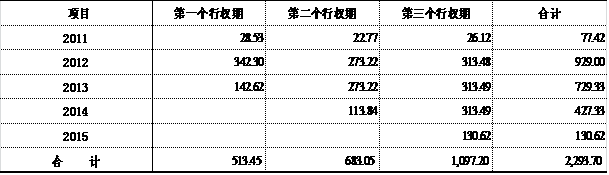 项目 第一个行权期 第二个行权期 第三个行权期 合计
2011 28.53 22.77 26.12 77.42
2012 342.30 273.22 313.48 929.00
2013 142.62 273.22 313.49 729.33
2014 113.84 313.49 427.33
2015 130.62 130.62
合 计 513.45 683.05 1,097.20 2,293.70